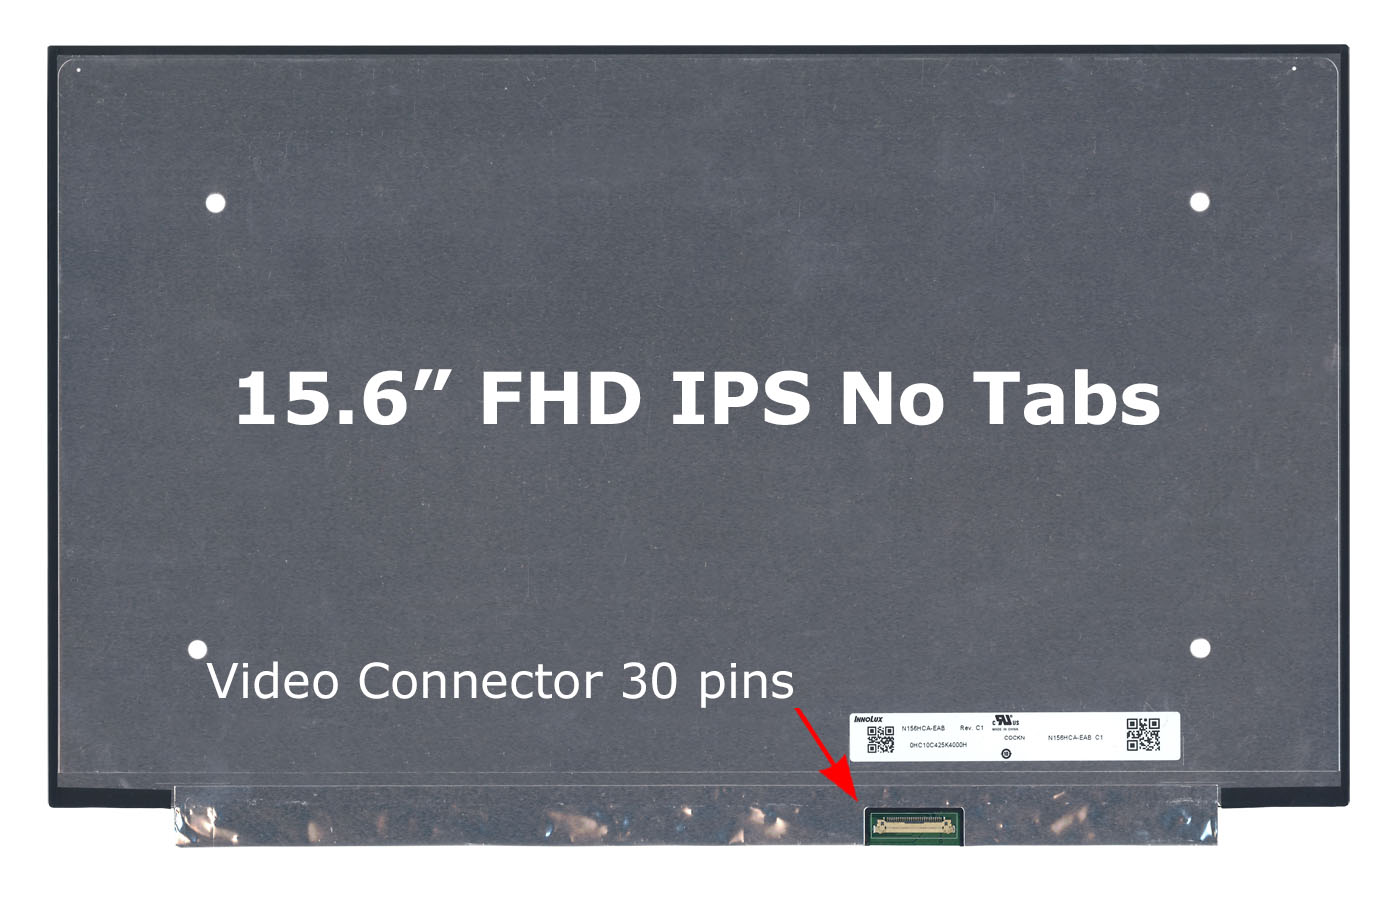 15.6” FHD IPS No Tabs
Video Connector 30 pins
INNOLUX
N156HCA-EAB Rev. C1
MADE IN CHINA
0HC10C425K4000H
COCKN
N156HCA-EAB C1